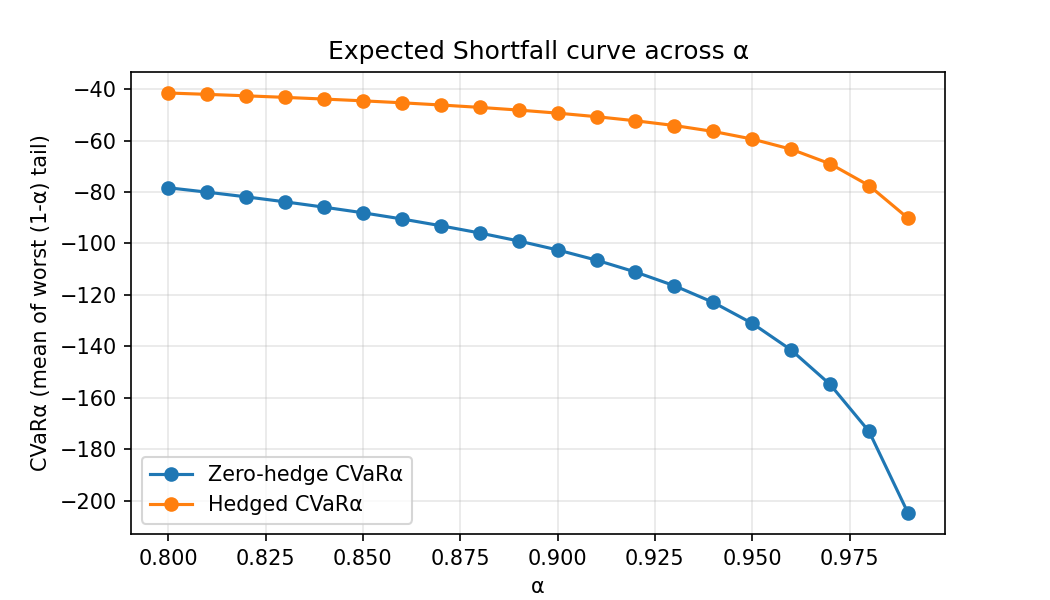 Expected Shortfall curve across α
CVaRα (mean of worst (1-α) tail)
−40
−60
−80
−100
−120
−140
−160
−180
−200
Zero-hedge CVaRα
Hedged CVaRα
0.800 0.825 0.850 0.875 0.900 0.925 0.950 0.975
α